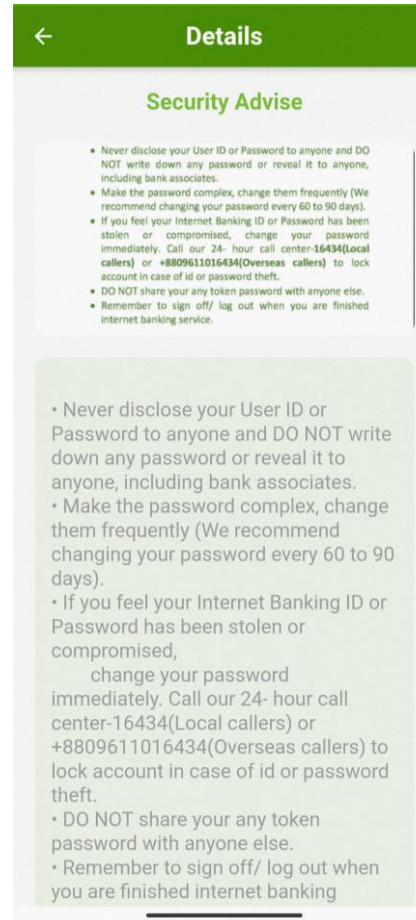 Details
Security Advise
• Never disclose your User ID or Password to anyone and DO
NOT write down any password or reveal it to anyone,
including bank associates.
• Make the password complex, change them frequently (We
recommend changing your password every 60 to 90 days).
• If you feel your Internet Banking ID or Password has been
stolen or compromised, change your password
immediately. Call our 24- hour call center-16434(Local
callers) or +8809611016434(Overseas callers) to lock
account in case of id or password theft.
• DO NOT share your any token password with anyone else.
• Remember to sign off/ log out when you are finished
internet banking service.
• Never disclose your User ID or
Password to anyone and DO NOT write
down any password or reveal it to
anyone, including bank associates.
• Make the password complex, change
them frequently (We recommend
changing your password every 60 to 90
days).
• If you feel your Internet Banking ID or
Password has been stolen or
compromised,
change your password
immediately. Call our 24- hour call
center-16434(Local callers) or
+8809611016434(Overseas callers) to
lock account in case of id or password
theft.
• DO NOT share your any token
password with anyone else.
• Remember to sign off/ log out when
you are finished internet banking